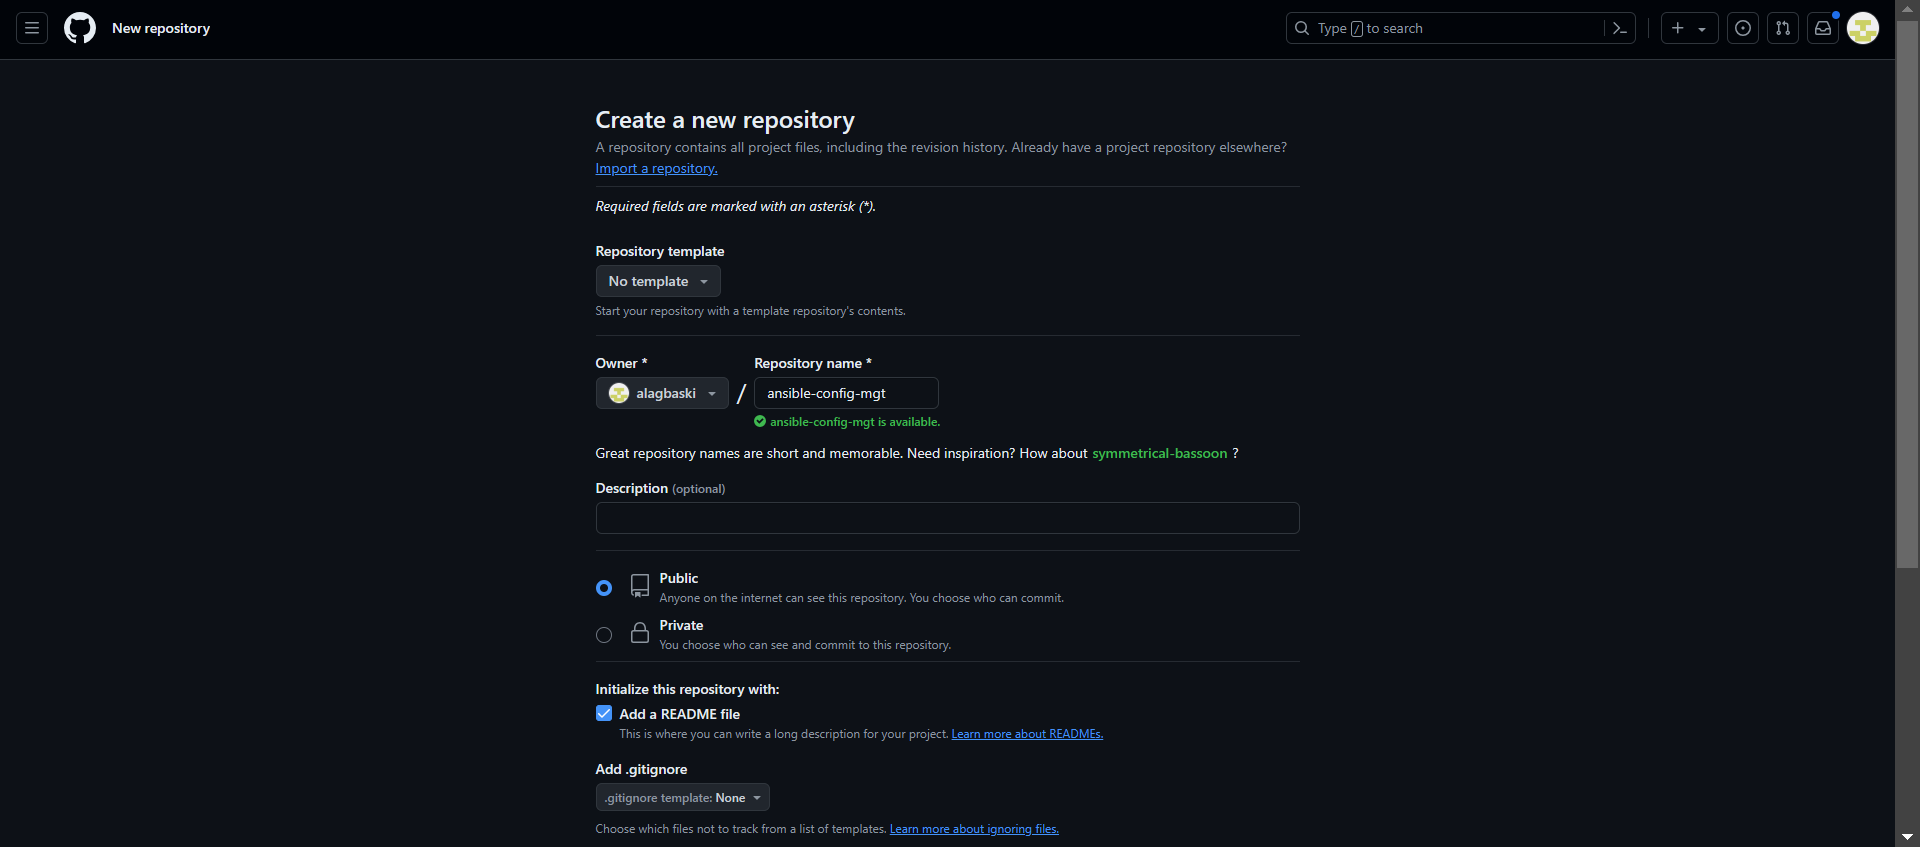 New repository
Type / to search
Create a new repository
A repository contains all project files, including the revision history. Already have a project repository elsewhere?
Import a repository.
Required fields are marked with an asterisk (*).
Repository template
No template
Start your repository with a template repository's contents.
Owner *
Repository name *
alagbaski
/
ansible-config-mgt
ansible-config-mgt is available.
Great repository names are short and memorable. Need inspiration? How about symmetrical-bassoon ?
Description (optional)
Public
Anyone on the internet can see this repository. You choose who can commit.
Private
You choose who can see and commit to this repository.
Initialize this repository with:
Add a README file
This is where you can write a long description for your project. Learn more about READMEs.
Add .gitignore
.gitignore template: None
Choose which files not to track from a list of templates. Learn more about ignoring files.